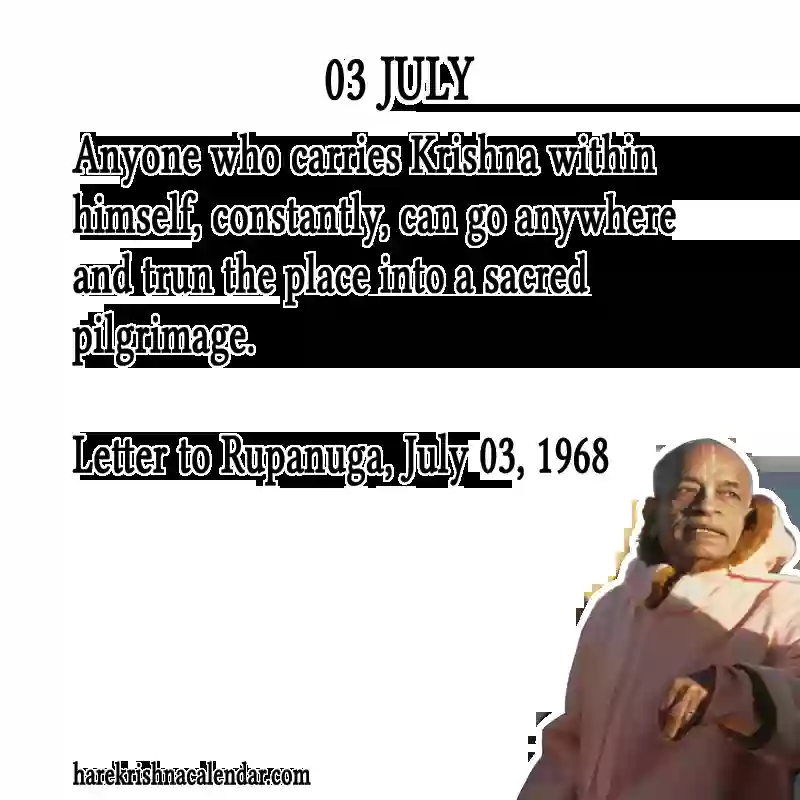 03 JULY
Anyone who carries Krishna within
himself, constantly, can go anywhere
and trun the place into a sacred
pilgrimage.
Letter to Rupanuga, July 03, 1968
harekrishnacalendar.com